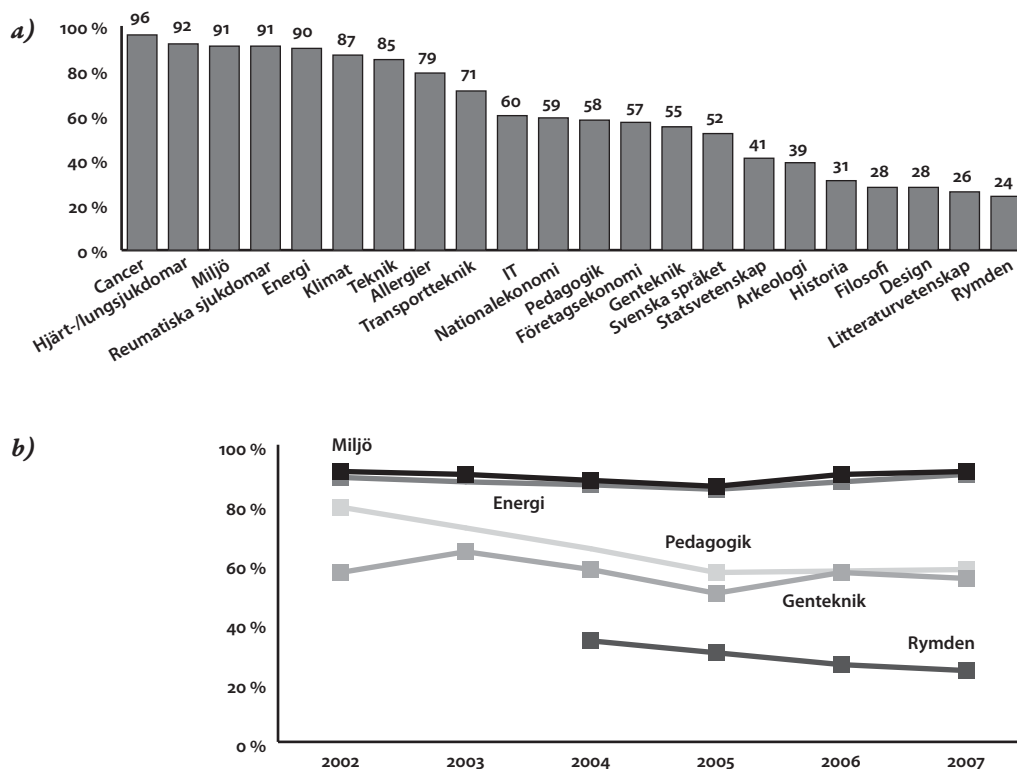 a)
100 %
80 %
60 %
40 %
20 %
0 %
96
92
91
91
90
87
85
79
71
60
59
58
57
55
52
41
39
31
28
28
26
24
Cancer
Hjärt-/lungsjukdomar
Miljö
Reumatiska sjukdomar
Energi
Klimat
Teknik
Allergier
Transportteknik
IT
Nationalekonomi
Pedagogik
Företagsekonomi
Genteknik
Svenska språket
Statsvetenskap
Arkeologi
Historia
Filosofi
Design
Litteraturvetenskap
Rymden
b)
100 %
80 %
60 %
40 %
20 %
0 %
Miljö
Energi
Pedagogik
Genteknik
Rymden
2002
2003
2004
2005
2006
2007